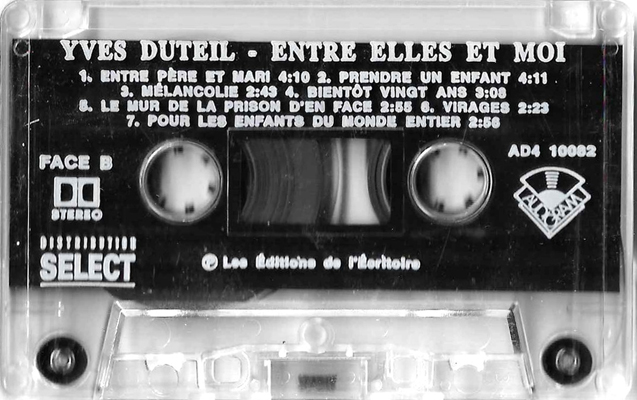 YVES DUTEIL - ENTRE ELLES ET MOI
1. ENTRE PÈRE ET MARI 4:10 2. PRENDRE UN ENFANT 4:11
3. MÉLANCOLIE 2:43 4. BIENTÔT VINGT ANS 3:08
5. LE MUR DE LA PRISON D'EN FACE 2:55 6. VIRAGES 2:23
7. POUR LES ENFANTS DU MONDE ENTIER 2:56
FACE B
AD4 10082
STEREO
AUDIOGRAM
DISTRIBUTION
SELECT
℗ Les Éditions de l'Écritoire